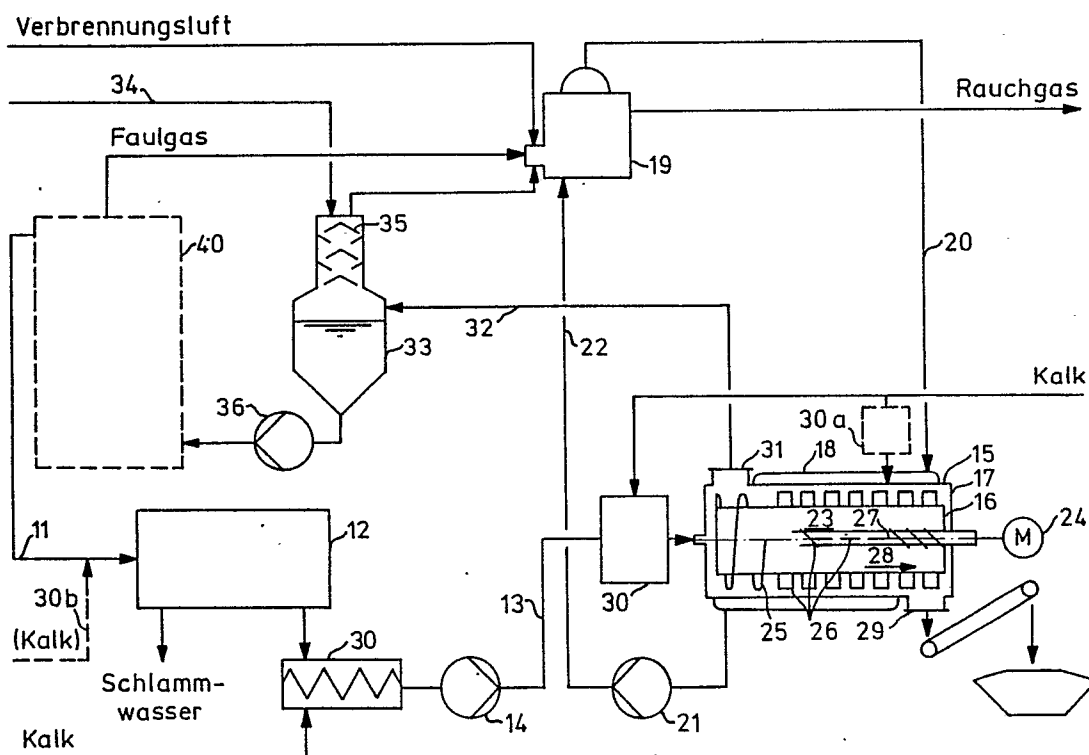 Verbrennungsluft
34
Faulgas
Rauchgas
19
35
40
20
32
33
22
Kalk
36
30a
31
18
15
17
16
11
12
23
27
24
M
28
30b
(Kalk)
13
30
25
26
29
30
Schlamm-
wasser
14
21
Kalk